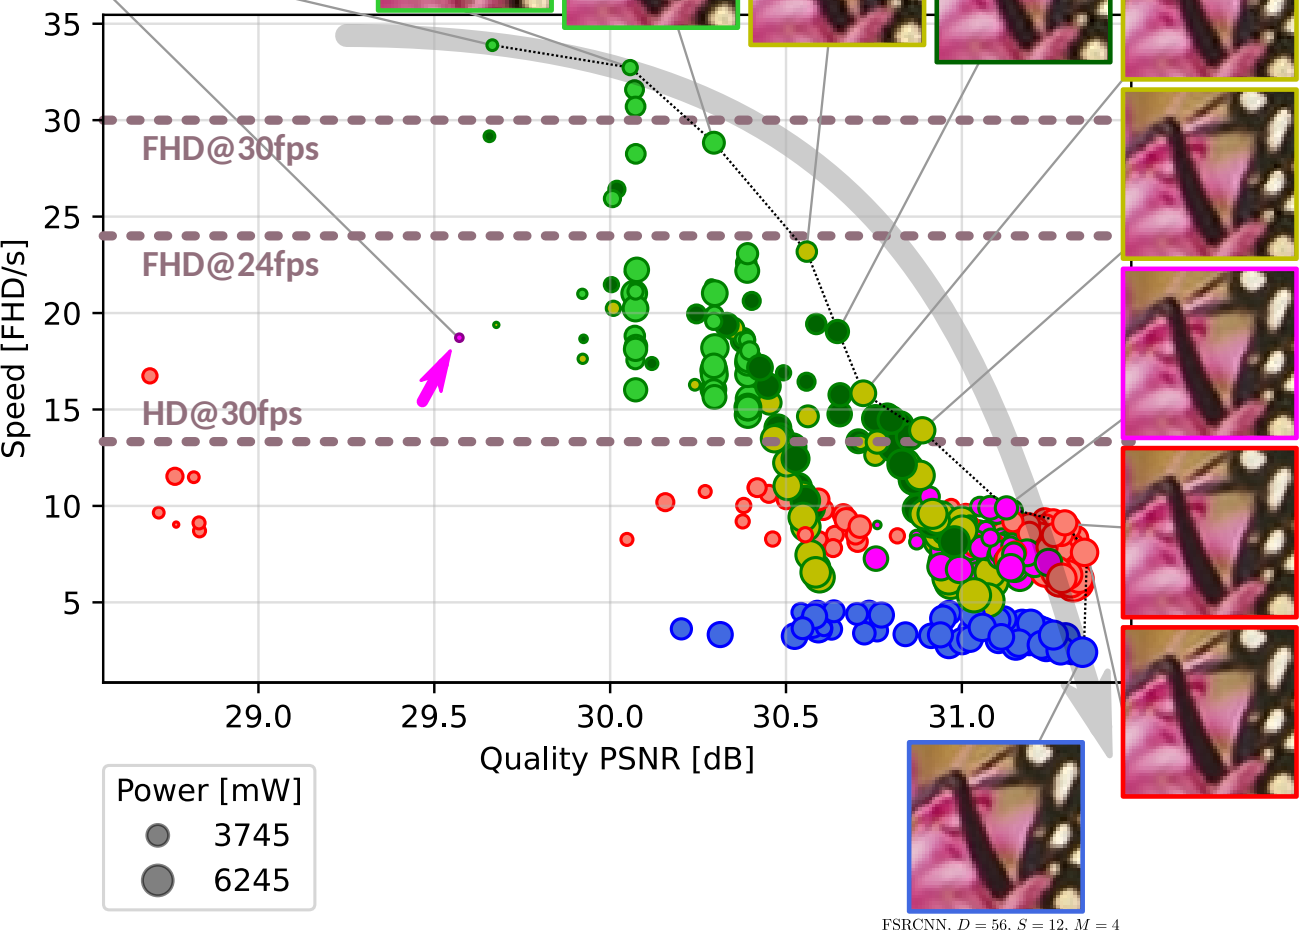 35
30
FHD@30fps
25
FHD@24fps
20
15
HD@30fps
10
5
Speed [FHD/s]
29.0 29.5 30.0 30.5 31.0
Quality PSNR [dB]
Power [mW]
3745
6245
FSRCNN, D = 56, S = 12, M = 4